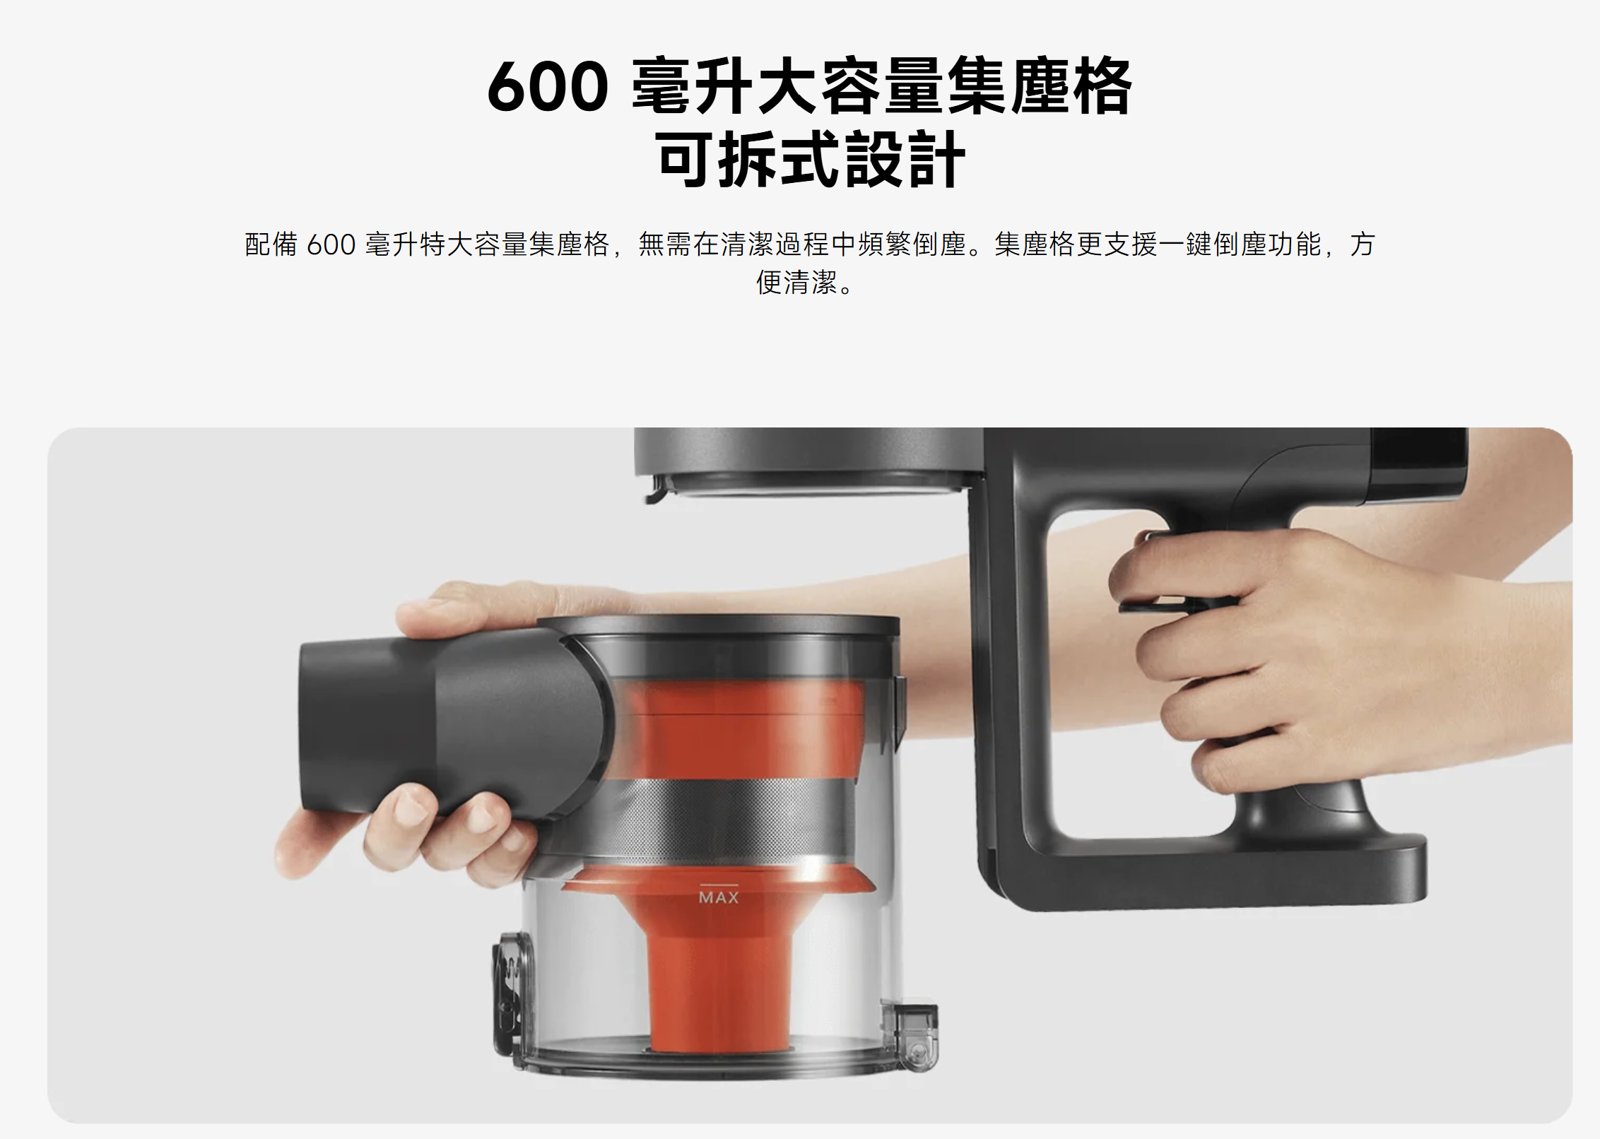 600 毫升大容量集塵格
可拆式設計
配備 600 毫升特大容量集塵格，無需在清潔過程中頻繁倒塵。集塵格更支援一鍵倒塵功能，方
便清潔。
MAX